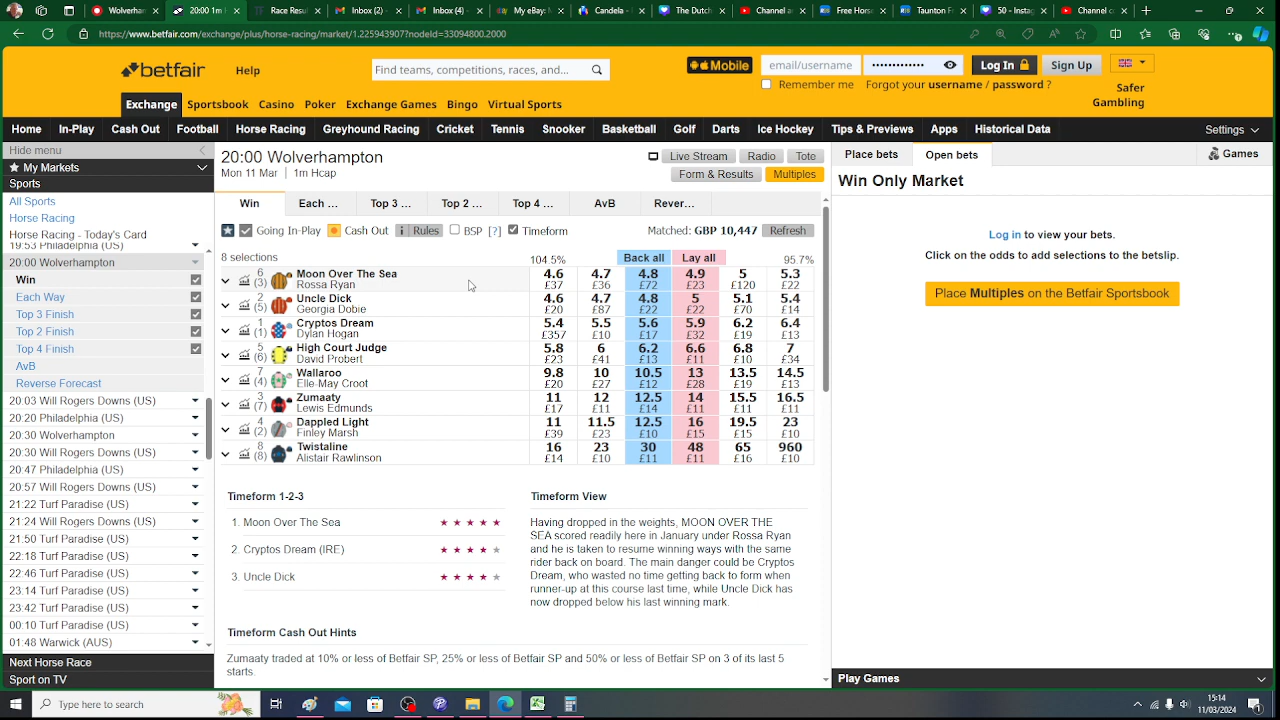 Wolverham
20:00 1m
Race Resul
Inbox (2) -
Inbox (4) -
My eBay: M
Candela -
The Dutch
Channel a
Free Horse
Taunton F
50 - Instag
Channel c
https://www.betfair.com/exchange/plus/horse-racing/market/1.225943907?nodeId=33094800.2000
betfair
Help
Find teams, competitions, races, and...
Mobile
email/username
Log In
Sign Up
Remember me
Forgot your username / password ?
Safer Gambling
Exchange Sportsbook Casino Poker Exchange Games Bingo Virtual Sports
Home In-Play Cash Out Football Horse Racing Greyhound Racing Cricket Tennis Snooker Basketball Golf Darts Ice Hockey Tips & Previews Apps Historical Data Settings
Hide menu
My Markets
Sports
All Sports
Horse Racing
Horse Racing - Today's Card
19:53 Philadelphia (US)
20:00 Wolverhampton
Win
Each Way
Top 3 Finish
Top 2 Finish
Top 4 Finish
AvB
Reverse Forecast
20:03 Will Rogers Downs (US)
20:20 Philadelphia (US)
20:30 Wolverhampton
20:30 Will Rogers Downs (US)
20:47 Philadelphia (US)
20:57 Will Rogers Downs (US)
21:22 Turf Paradise (US)
21:24 Will Rogers Downs (US)
21:50 Turf Paradise (US)
22:18 Turf Paradise (US)
22:46 Turf Paradise (US)
23:14 Turf Paradise (US)
23:42 Turf Paradise (US)
00:10 Turf Paradise (US)
01:48 Warwick (AUS)
Next Horse Race
Sport on TV
20:00 Wolverhampton
Mon 11 Mar | 1m Hcap
Live Stream Radio Tote
Form & Results Multiples
Win Each ... Top 3 ... Top 2 ... Top 4 ... AvB Rever...
Going In-Play Cash Out i Rules BSP [?] Timeform Matched: GBP 10,447 Refresh
8 selections 104.5% Back all Lay all 95.7%
6 Moon Over The Sea 4.6 4.7 4.8 4.9 5 5.3
(3) Rossa Ryan £37 £36 £72 £23 £120 £22
2 Uncle Dick 4.6 4.7 4.8 5 5.1 5.4
(5) Georgia Dobie £20 £87 £22 £22 £70 £14
1 Cryptos Dream 5.4 5.5 5.6 5.9 6.2 6.4
(1) Dylan Hogan £357 £10 £17 £32 £19 £13
5 High Court Judge 5.8 6 6.2 6.6 6.8 7
(6) David Probert £23 £41 £13 £11 £10 £34
7 Wallaroo 9.8 10 10.5 13 13.5 14.5
(4) Elle-May Croot £20 £27 £12 £28 £19 £13
3 Zumaaty 11 12 12.5 14 15.5 16.5
(7) Lewis Edmunds £17 £11 £14 £11 £11 £11
4 Dappled Light 11 11.5 12.5 16 19.5 23
(2) Finley Marsh £39 £23 £10 £15 £15 £10
8 Twistaline 16 23 30 48 65 960
(8) Alistair Rawlinson £14 £10 £11 £11 £16 £10
Timeform 1-2-3
1. Moon Over The Sea
2. Cryptos Dream (IRE)
3. Uncle Dick
Timeform View
Having dropped in the weights, MOON OVER THE
SEA scored readily here in January under Rossa Ryan
and he is taken to resume winning ways with the same
rider back on board. The main danger could be Cryptos
Dream, who wasted no time getting back to form when
runner-up at this course last time, while Uncle Dick has
now dropped below his last winning mark.
Timeform Cash Out Hints
Zumaaty traded at 10% or less of Betfair SP, 25% or less of Betfair SP and 50% or less of Betfair SP on 3 of its last 5
starts.
Place bets Open bets Games
Win Only Market
Log in to view your bets.
Click on the odds to add selections to the betslip.
Place Multiples on the Betfair Sportsbook
Play Games
Type here to search
15:14
11/03/2024